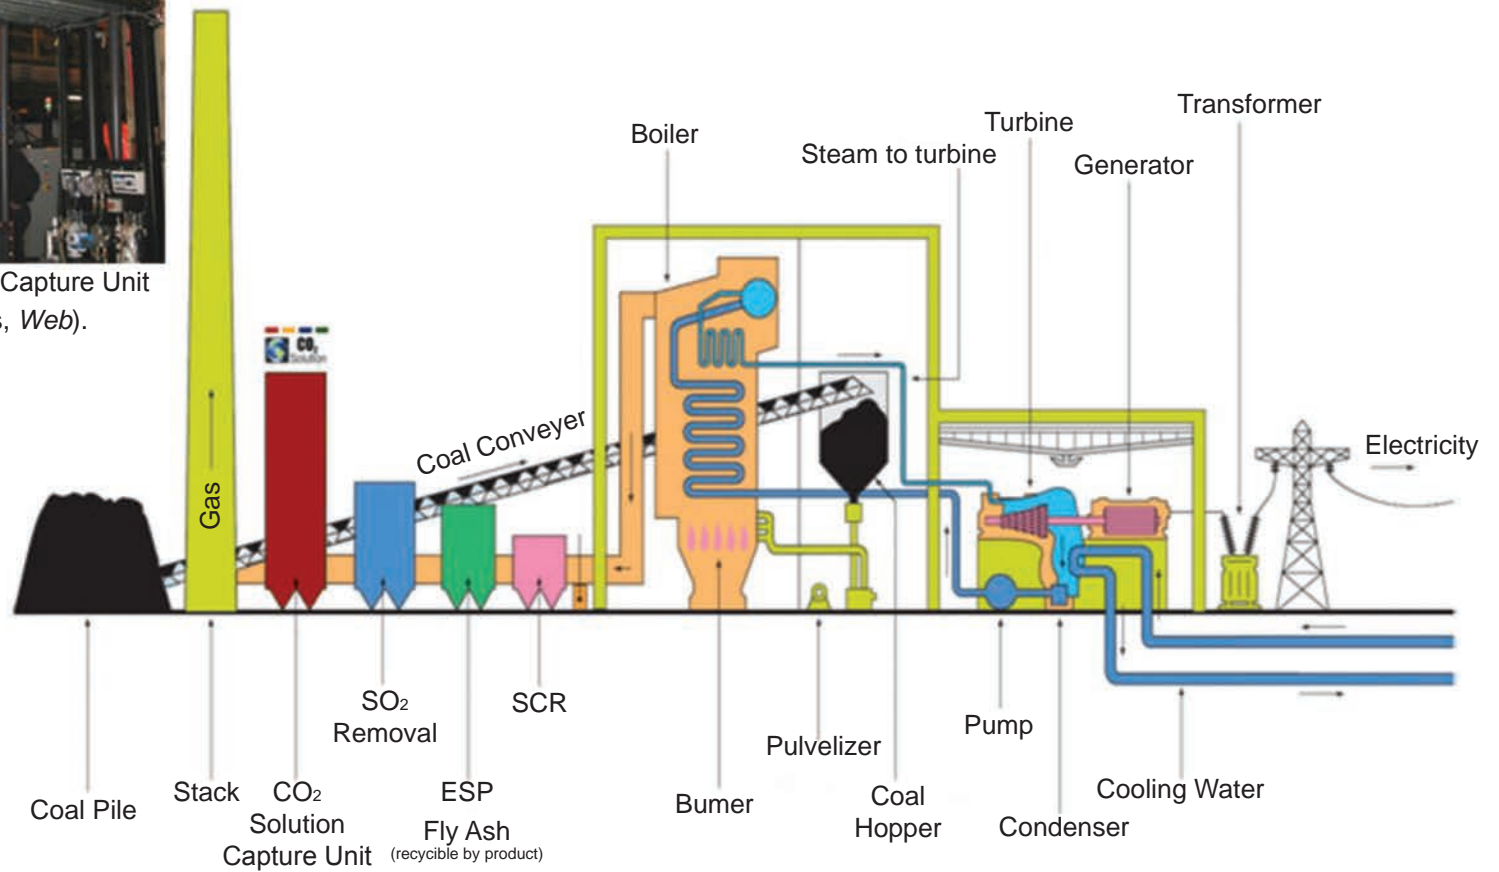 Capture Unit
s, Web).
Boiler
Steam to turbine
Turbine
Generator
Transformer
CO2
Solution
Coal Conveyer
Gas
Electricity
Coal Pile
Stack
CO2
Solution
Capture Unit
SO2
Removal
ESP
Fly Ash
(recycible by product)
SCR
Bumer
Pulvelizer
Coal
Hopper
Pump
Condenser
Cooling Water